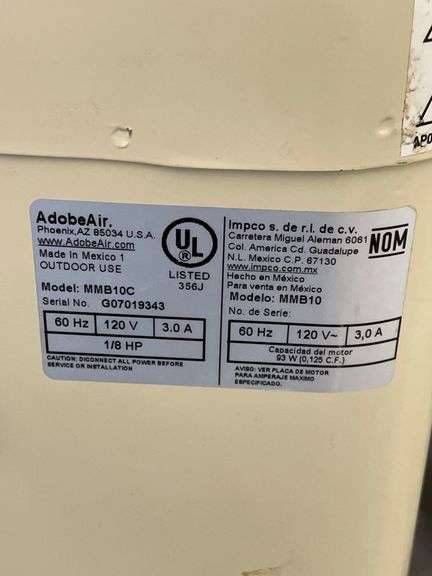 AdobeAir.
Phoenix,AZ 85034 U.S.A.
www.AdobeAir.com
Made in Mexico 1
OUTDOOR USE
UL
LISTED
356J
Model: MMB10C
Serial No. G07019343
60 Hz 120 V 3.0 A
1/8 HP
CAUTION: DICONNECT ALL POWER BEFORE
SERVICE OR INSTALLATION
Impco s. de r.l. de c.v.
Carretera Miguel Aleman 6061
Col. America Cd. Guadalupe
N.L. Mexico C.P. 67130
www.impco.com.mx
Hecho en México
Para venta en México
NOM
Modelo: MMB10
No. de Serie:
60 Hz 120 V~ 3,0 A
Capacidad del motor
93 W (0,125 C.F.)
AVISO: VER PLACA DE MOTOR
PARA AMPERAJE MAXIMO
ESPECIFICADO